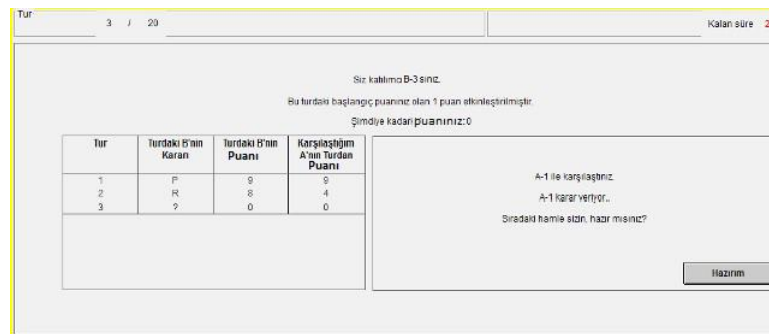 Tur
3 / 20
Kalan süre 2
Siz katılımcı B-3 sınız.
Bu turdaki başlangıç puanınız olan 1 puan etkinleştirilmiştir.
Şimdiye kadarki puanınız:0
Tur Turdaki B'nin Kararı Turdaki B'nin Puanı Karşılaştığım A'nın Turdan Puanı
1 P 9 9
2 R 8 4
3 ? 0 0
A-1 ile karşılaştınız.
A-1 karar veriyor..
Sıradaki hamle sizin, hazır mısınız?
Hazırım